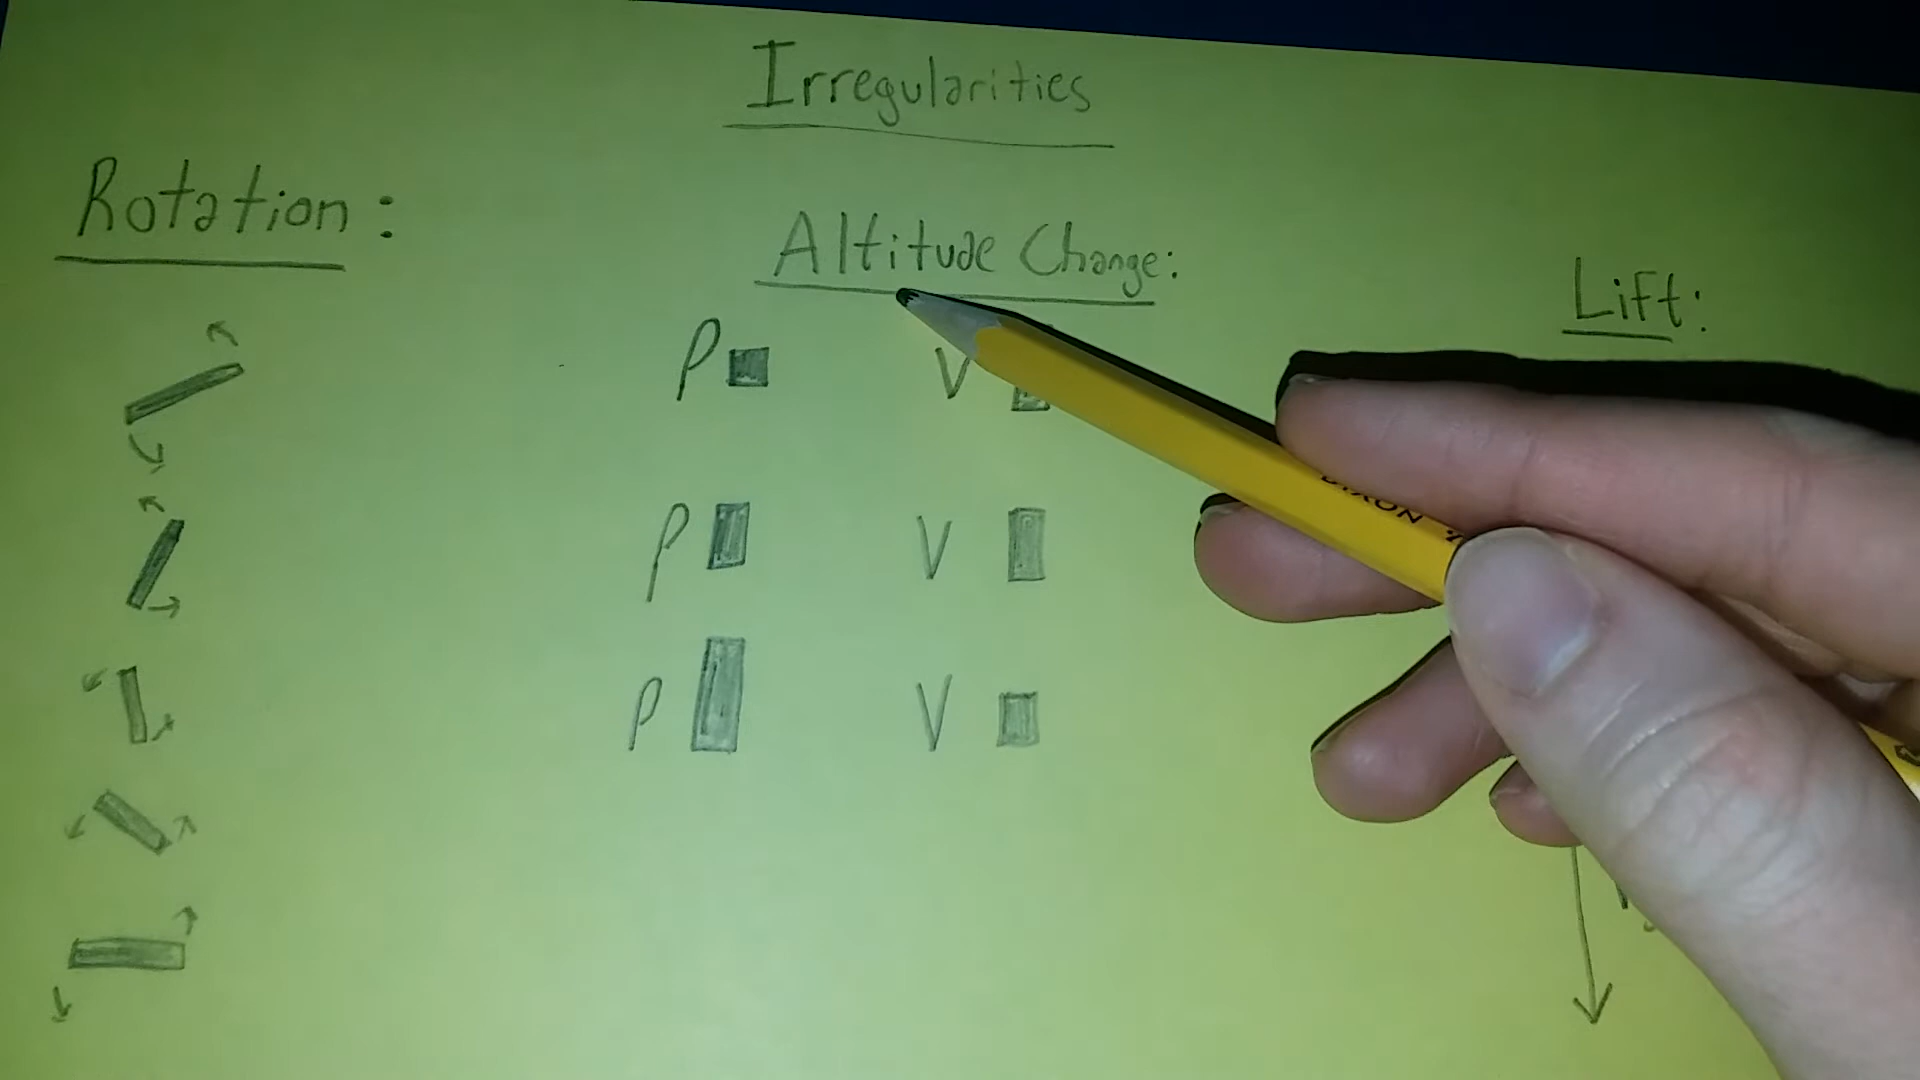 Irregularities
Rotation:
Altitude Change:
Lift:
P V
P V
P V
DIXON